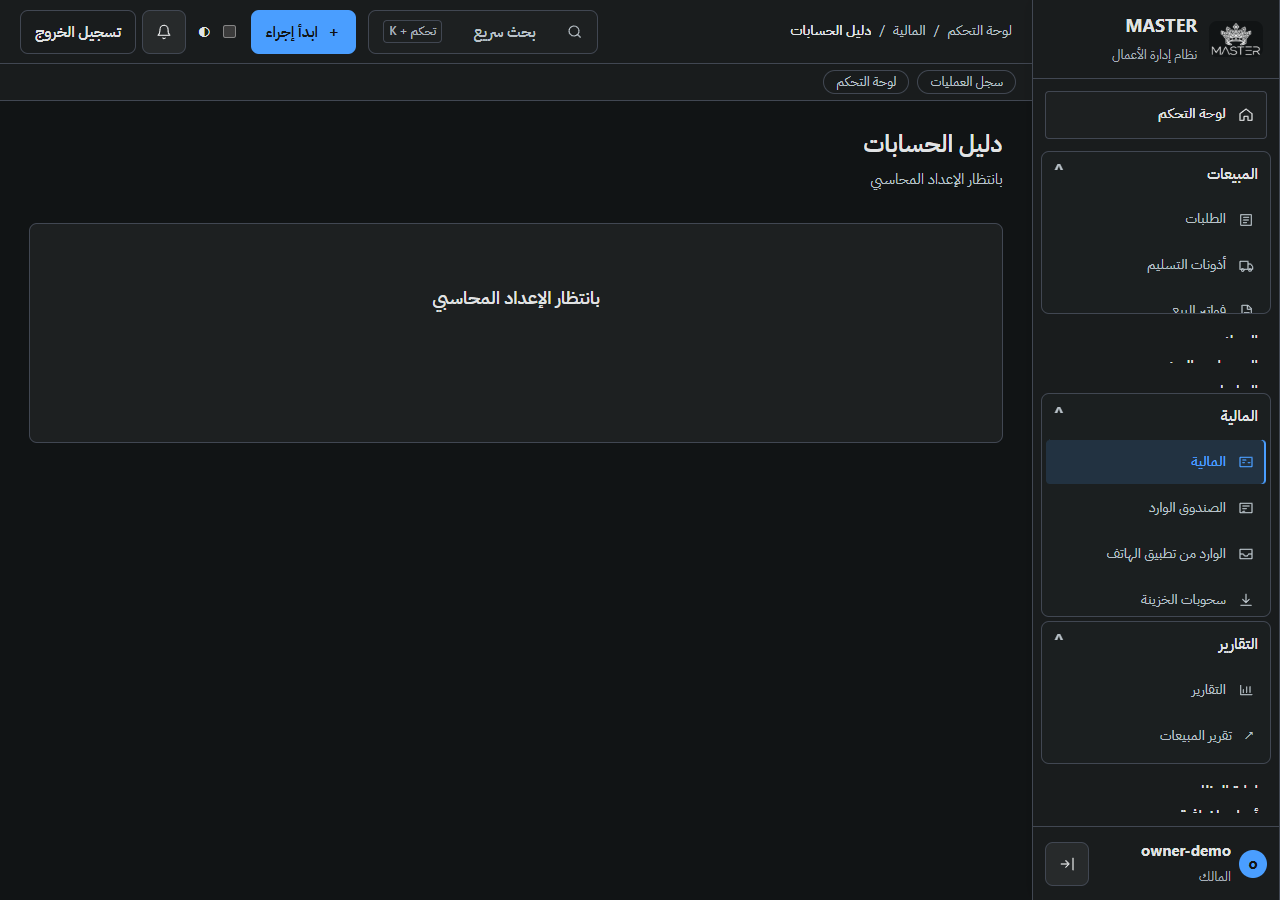 MASTER
نظام إدارة الأعمال
MASTER
لوحة التحكم
المبيعات
الطلبات
أذونات التسليم
فواتير البيع
المالية
المالية
الصندوق الوارد
الوارد من تطبيق الهاتف
سحوبات الخزينة
التقارير
التقارير
تقرير المبيعات
owner-demo
المالك
o
لوحة التحكم / المالية / دليل الحسابات
بحث سريع
تحكم + K
+ ابدأ إجراء
تسجيل الخروج
سجل العمليات
لوحة التحكم
دليل الحسابات
بانتظار الإعداد المحاسبي
بانتظار الإعداد المحاسبي